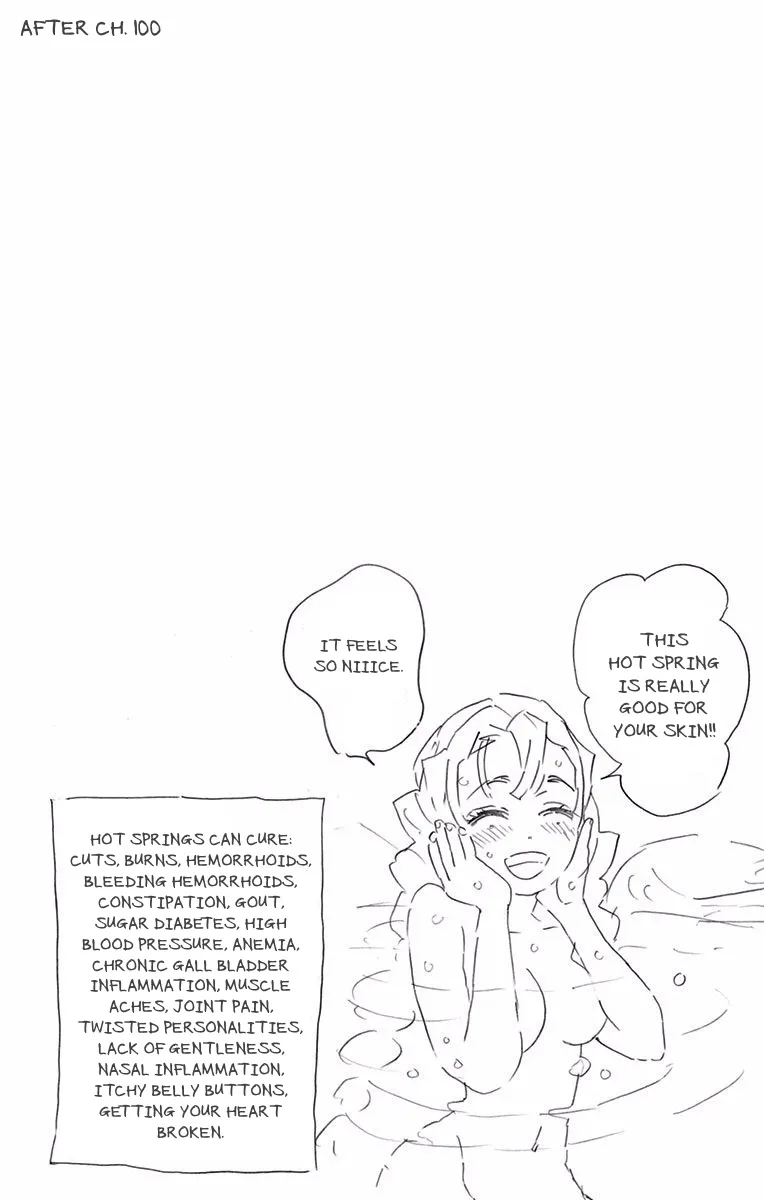 AFTER CH. 100
THIS
HOT SPRING
IS REALLY
GOOD FOR
YOUR SKIN!!
IT FEELS
SO NIIICE.
HOT SPRINGS CAN CURE:
CUTS, BURNS, HEMORRHOIDS,
BLEEDING HEMORRHOIDS,
CONSTIPATION, GOUT,
SUGAR DIABETES, HIGH
BLOOD PRESSURE, ANEMIA,
CHRONIC GALL BLADDER
INFLAMMATION, MUSCLE
ACHES, JOINT PAIN,
TWISTED PERSONALITIES,
LACK OF GENTLENESS,
NASAL INFLAMMATION,
ITCHY BELLY BUTTONS,
GETTING YOUR HEART
BROKEN.